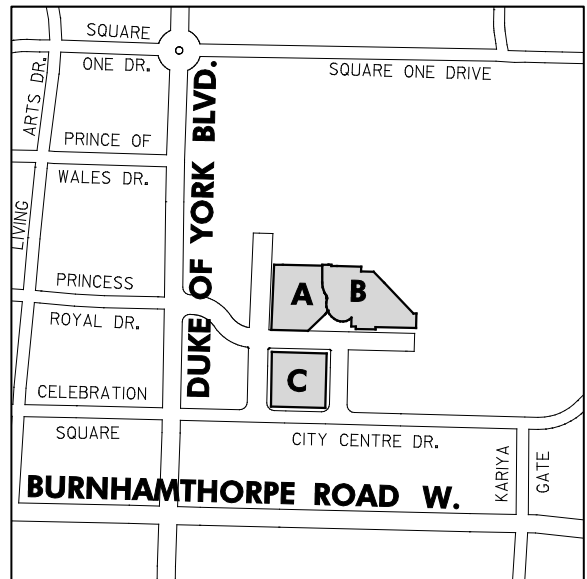 SQUARE
ONE DR.
SQUARE ONE DRIVE
ARTS DR.
DUKE OF YORK BLVD.
PRINCE OF
WALES DR.
LIVING
PRINCESS
ROYAL DR.
A
B
C
CELEBRATION
SQUARE
CITY CENTRE DR.
KARIYA
GATE
BURNHAMTHORPE ROAD W.